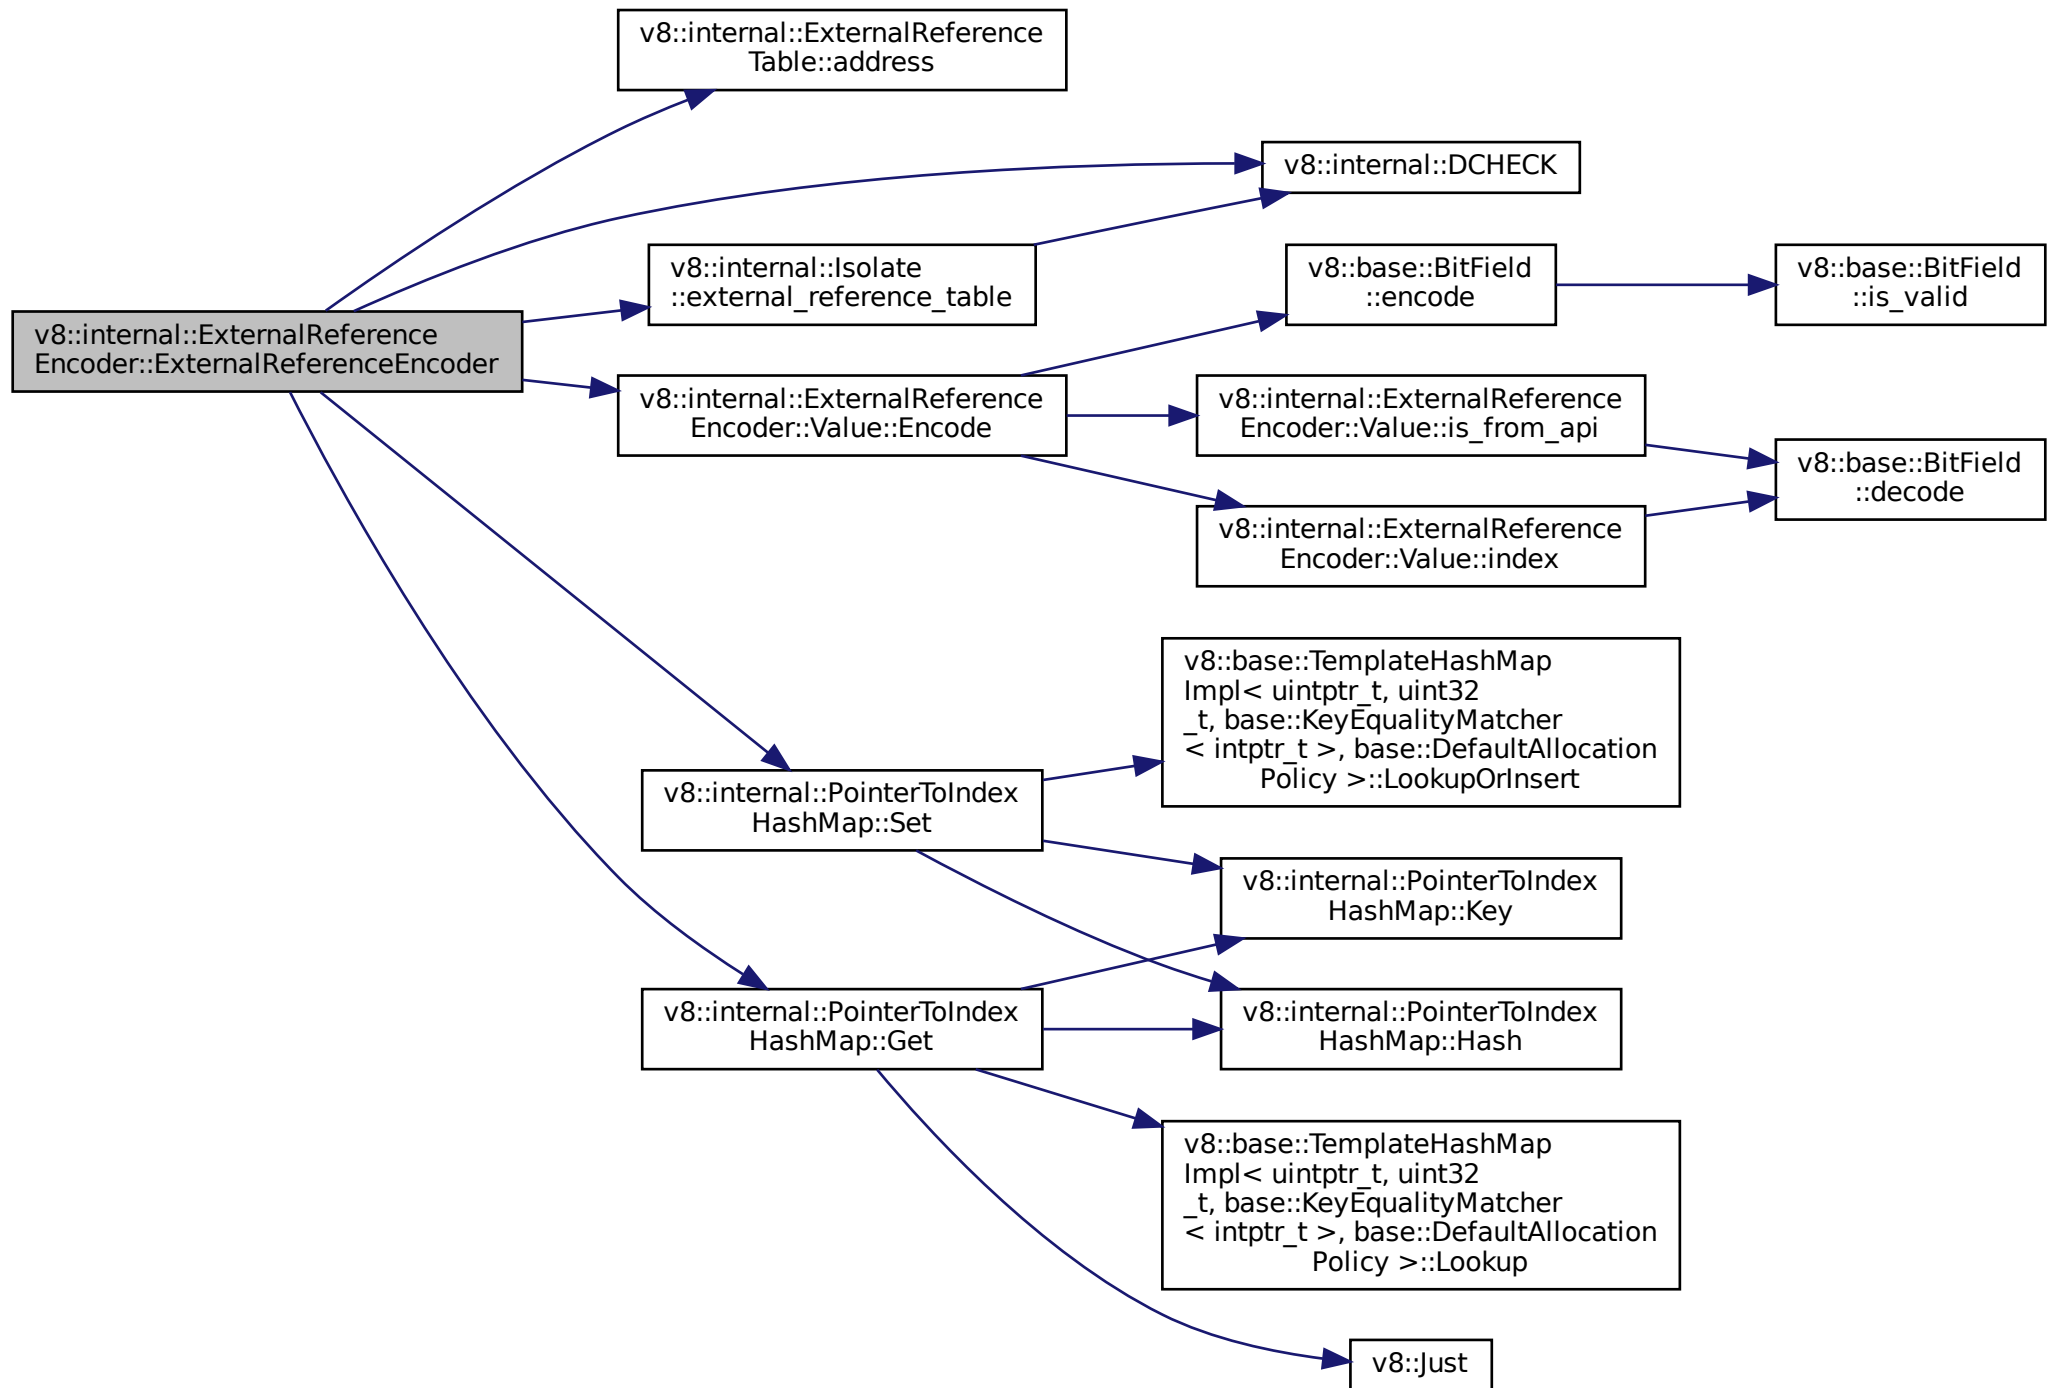 v8::internal::ExternalReference
Table::address
v8::internal::DCHECK
v8::internal::Isolate
::external_reference_table
v8::base::BitField
::encode
v8::base::BitField
::is_valid
v8::internal::ExternalReference
Encoder::ExternalReferenceEncoder
v8::internal::ExternalReference
Encoder::Value::Encode
v8::internal::ExternalReference
Encoder::Value::is_from_api
v8::base::BitField
::decode
v8::internal::ExternalReference
Encoder::Value::index
v8::base::TemplateHashMap
Impl< uintptr_t, uint32
_t, base::KeyEqualityMatcher
< intptr_t >, base::DefaultAllocation
Policy >::LookupOrInsert
v8::internal::PointerToIndex
HashMap::Set
v8::internal::PointerToIndex
HashMap::Key
v8::internal::PointerToIndex
HashMap::Get
v8::internal::PointerToIndex
HashMap::Hash
v8::base::TemplateHashMap
Impl< uintptr_t, uint32
_t, base::KeyEqualityMatcher
< intptr_t >, base::DefaultAllocation
Policy >::Lookup
v8::Just